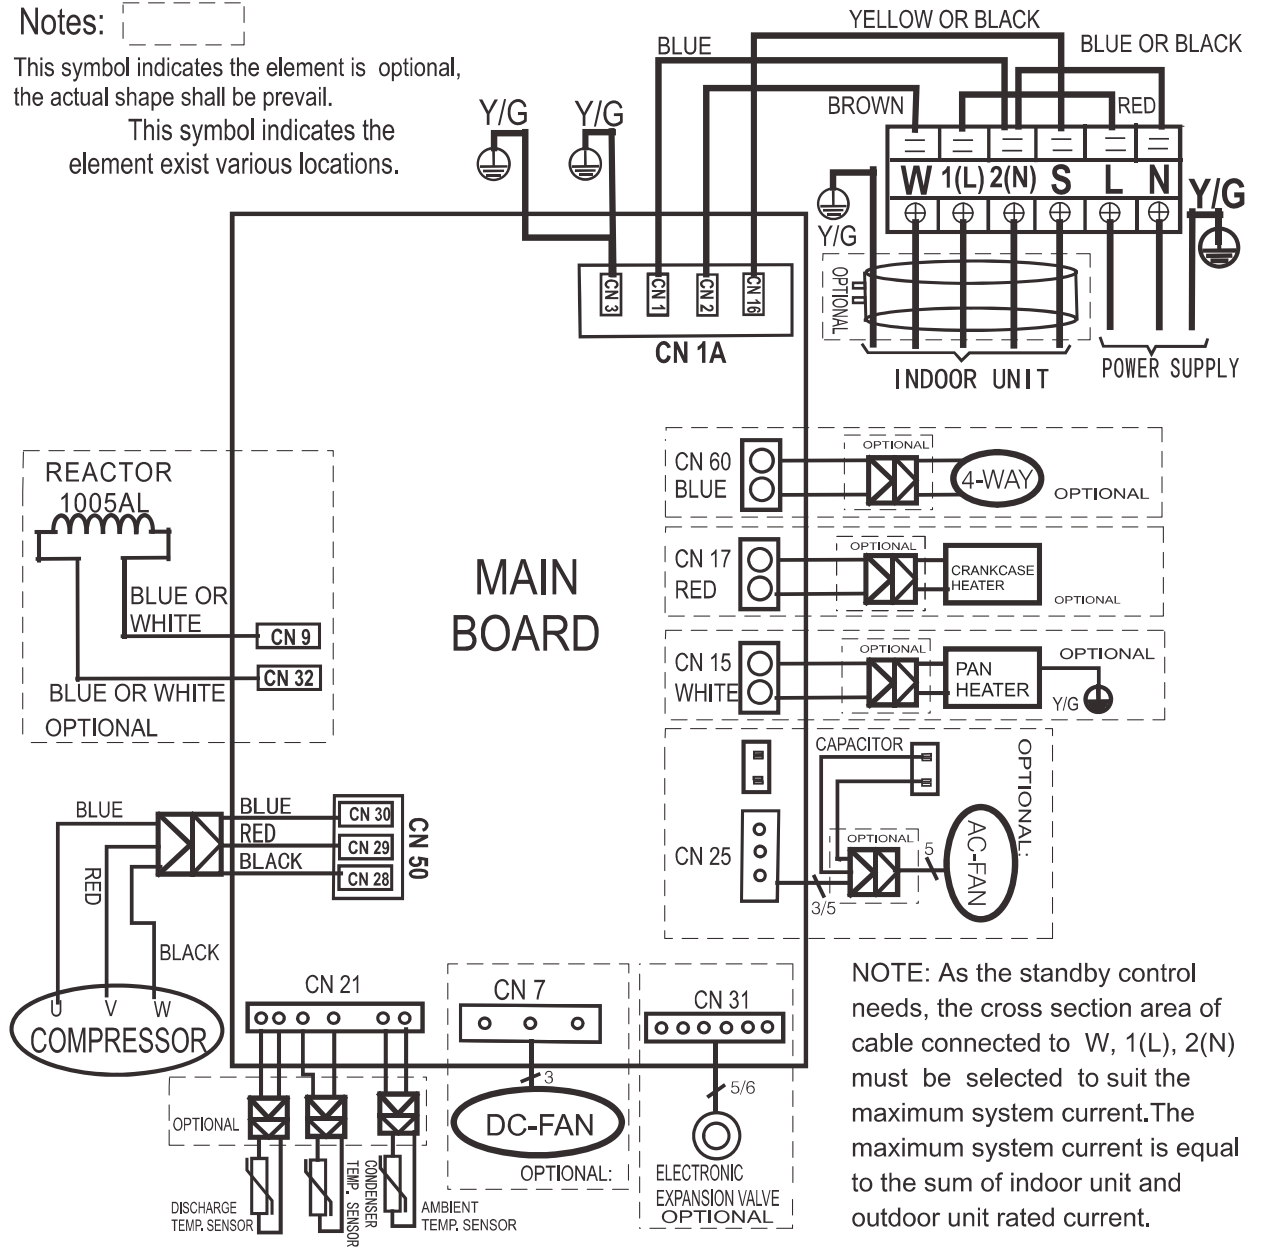 Notes:
This symbol indicates the element is optional,
the actual shape shall be prevail.
This symbol indicates the
element exist various locations.
YELLOW OR BLACK
BLUE
BLUE OR BLACK
BROWN
RED
Y/G
Y/G
W 1(L) 2(N) S L N
Y/G
Y/G
OPTIONAL
INDOOR UNIT
POWER SUPPLY
CN 3
CN 1
CN 2
CN 16
CN 1A
REACTOR
1005AL
BLUE OR
WHITE
CN 9
CN 32
BLUE OR WHITE
OPTIONAL
MAIN
BOARD
CN 60
BLUE
OPTIONAL
4-WAY
OPTIONAL
CN 17
RED
OPTIONAL
CRANKCASE
HEATER
OPTIONAL
CN 15
WHITE
OPTIONAL
PAN
HEATER
OPTIONAL
Y/G
CAPACITOR
OPTIONAL:
CN 25
OPTIONAL
3/5
5
AC-FAN
BLUE
RED
BLACK
BLUE
RED
BLACK
CN 30
CN 29
CN 28
CN 50
U V W
COMPRESSOR
CN 21
OPTIONAL
DISCHARGE
TEMP. SENSOR
CONDENSER
TEMP. SENSOR
AMBIENT
TEMP. SENSOR
CN 7
3
DC-FAN
OPTIONAL:
CN 31
5/6
ELECTRONIC
EXPANSION VALVE
OPTIONAL
NOTE: As the standby control
needs, the cross section area of
cable connected to W, 1(L), 2(N)
must be selected to suit the
maximum system current.The
maximum system current is equal
to the sum of indoor unit and
outdoor unit rated current.